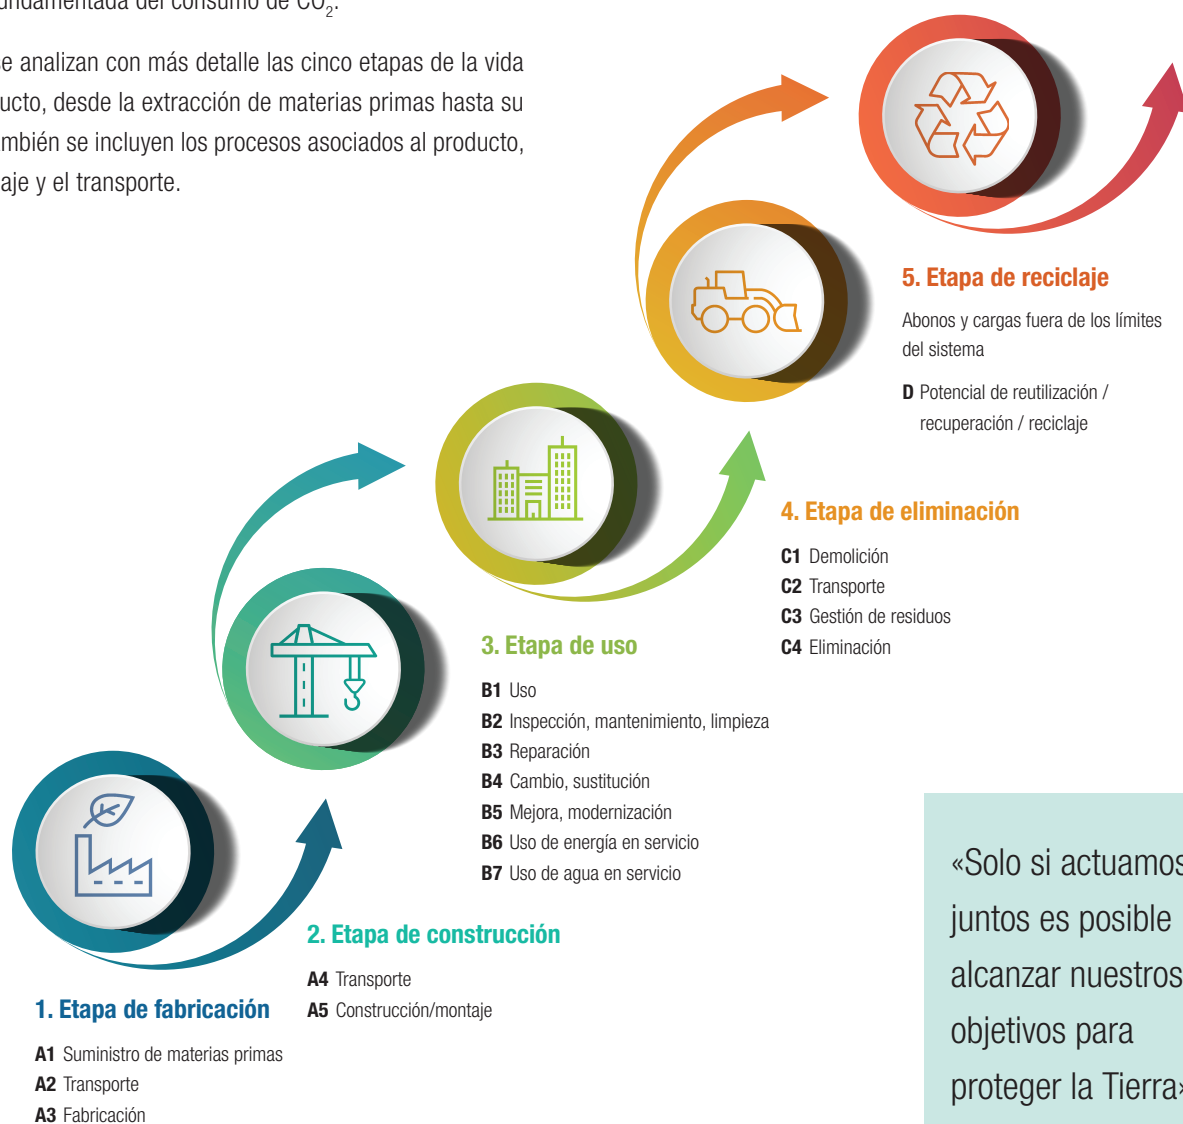 undamentada del consumo de CO₂.
se analizan con más detalle las cinco etapas de la vida
ucto, desde la extracción de materias primas hasta su
ambién se incluyen los procesos asociados al producto,
aje y el transporte.
5. Etapa de reciclaje
Abonos y cargas fuera de los límites
del sistema
D Potencial de reutilización /
recuperación / reciclaje
4. Etapa de eliminación
C1 Demolición
C2 Transporte
C3 Gestión de residuos
C4 Eliminación
3. Etapa de uso
B1 Uso
B2 Inspección, mantenimiento, limpieza
B3 Reparación
B4 Cambio, sustitución
B5 Mejora, modernización
B6 Uso de energía en servicio
B7 Uso de agua en servicio
2. Etapa de construcción
A4 Transporte
A5 Construcción/montaje
1. Etapa de fabricación
A1 Suministro de materias primas
A2 Transporte
A3 Fabricación
«Solo si actuamos
juntos es posible
alcanzar nuestros
objetivos para
proteger la Tierra»